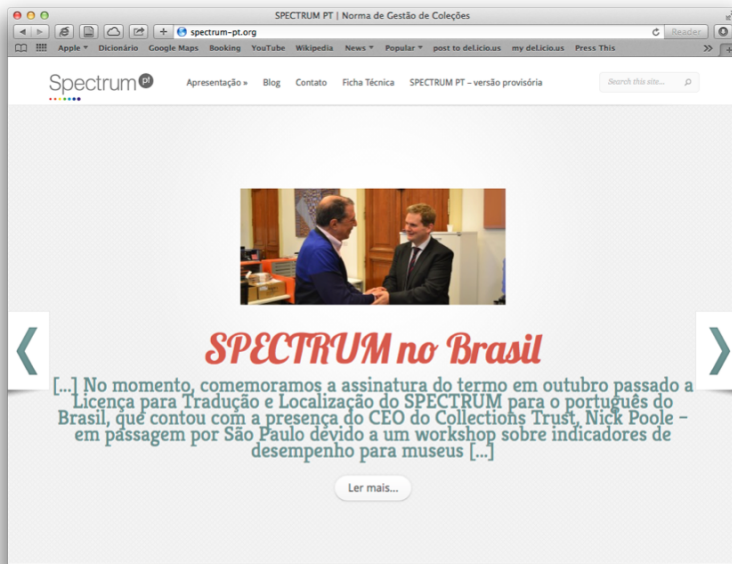 SPECTRUM PT | Norma de Gestão de Coleções
spectrum-pt.org
Reader
Apple Dicionário Google Maps Booking YouTube Wikipedia News Popular post to del.icio.us my del.icio.us Press This
Spectrum pt
Apresentação » Blog Contato Ficha Técnica SPECTRUM PT – versão provisória
Search this site...
SPECTRUM no Brasil
[...] No momento, comemoramos a assinatura do termo em outubro passado a
Licença para Tradução e Localização do SPECTRUM para o português do
Brasil, que contou com a presença do CEO do Collections Trust, Nick Poole –
em passagem por São Paulo devido a um workshop sobre indicadores de
desempenho para museus [...]
Ler mais...